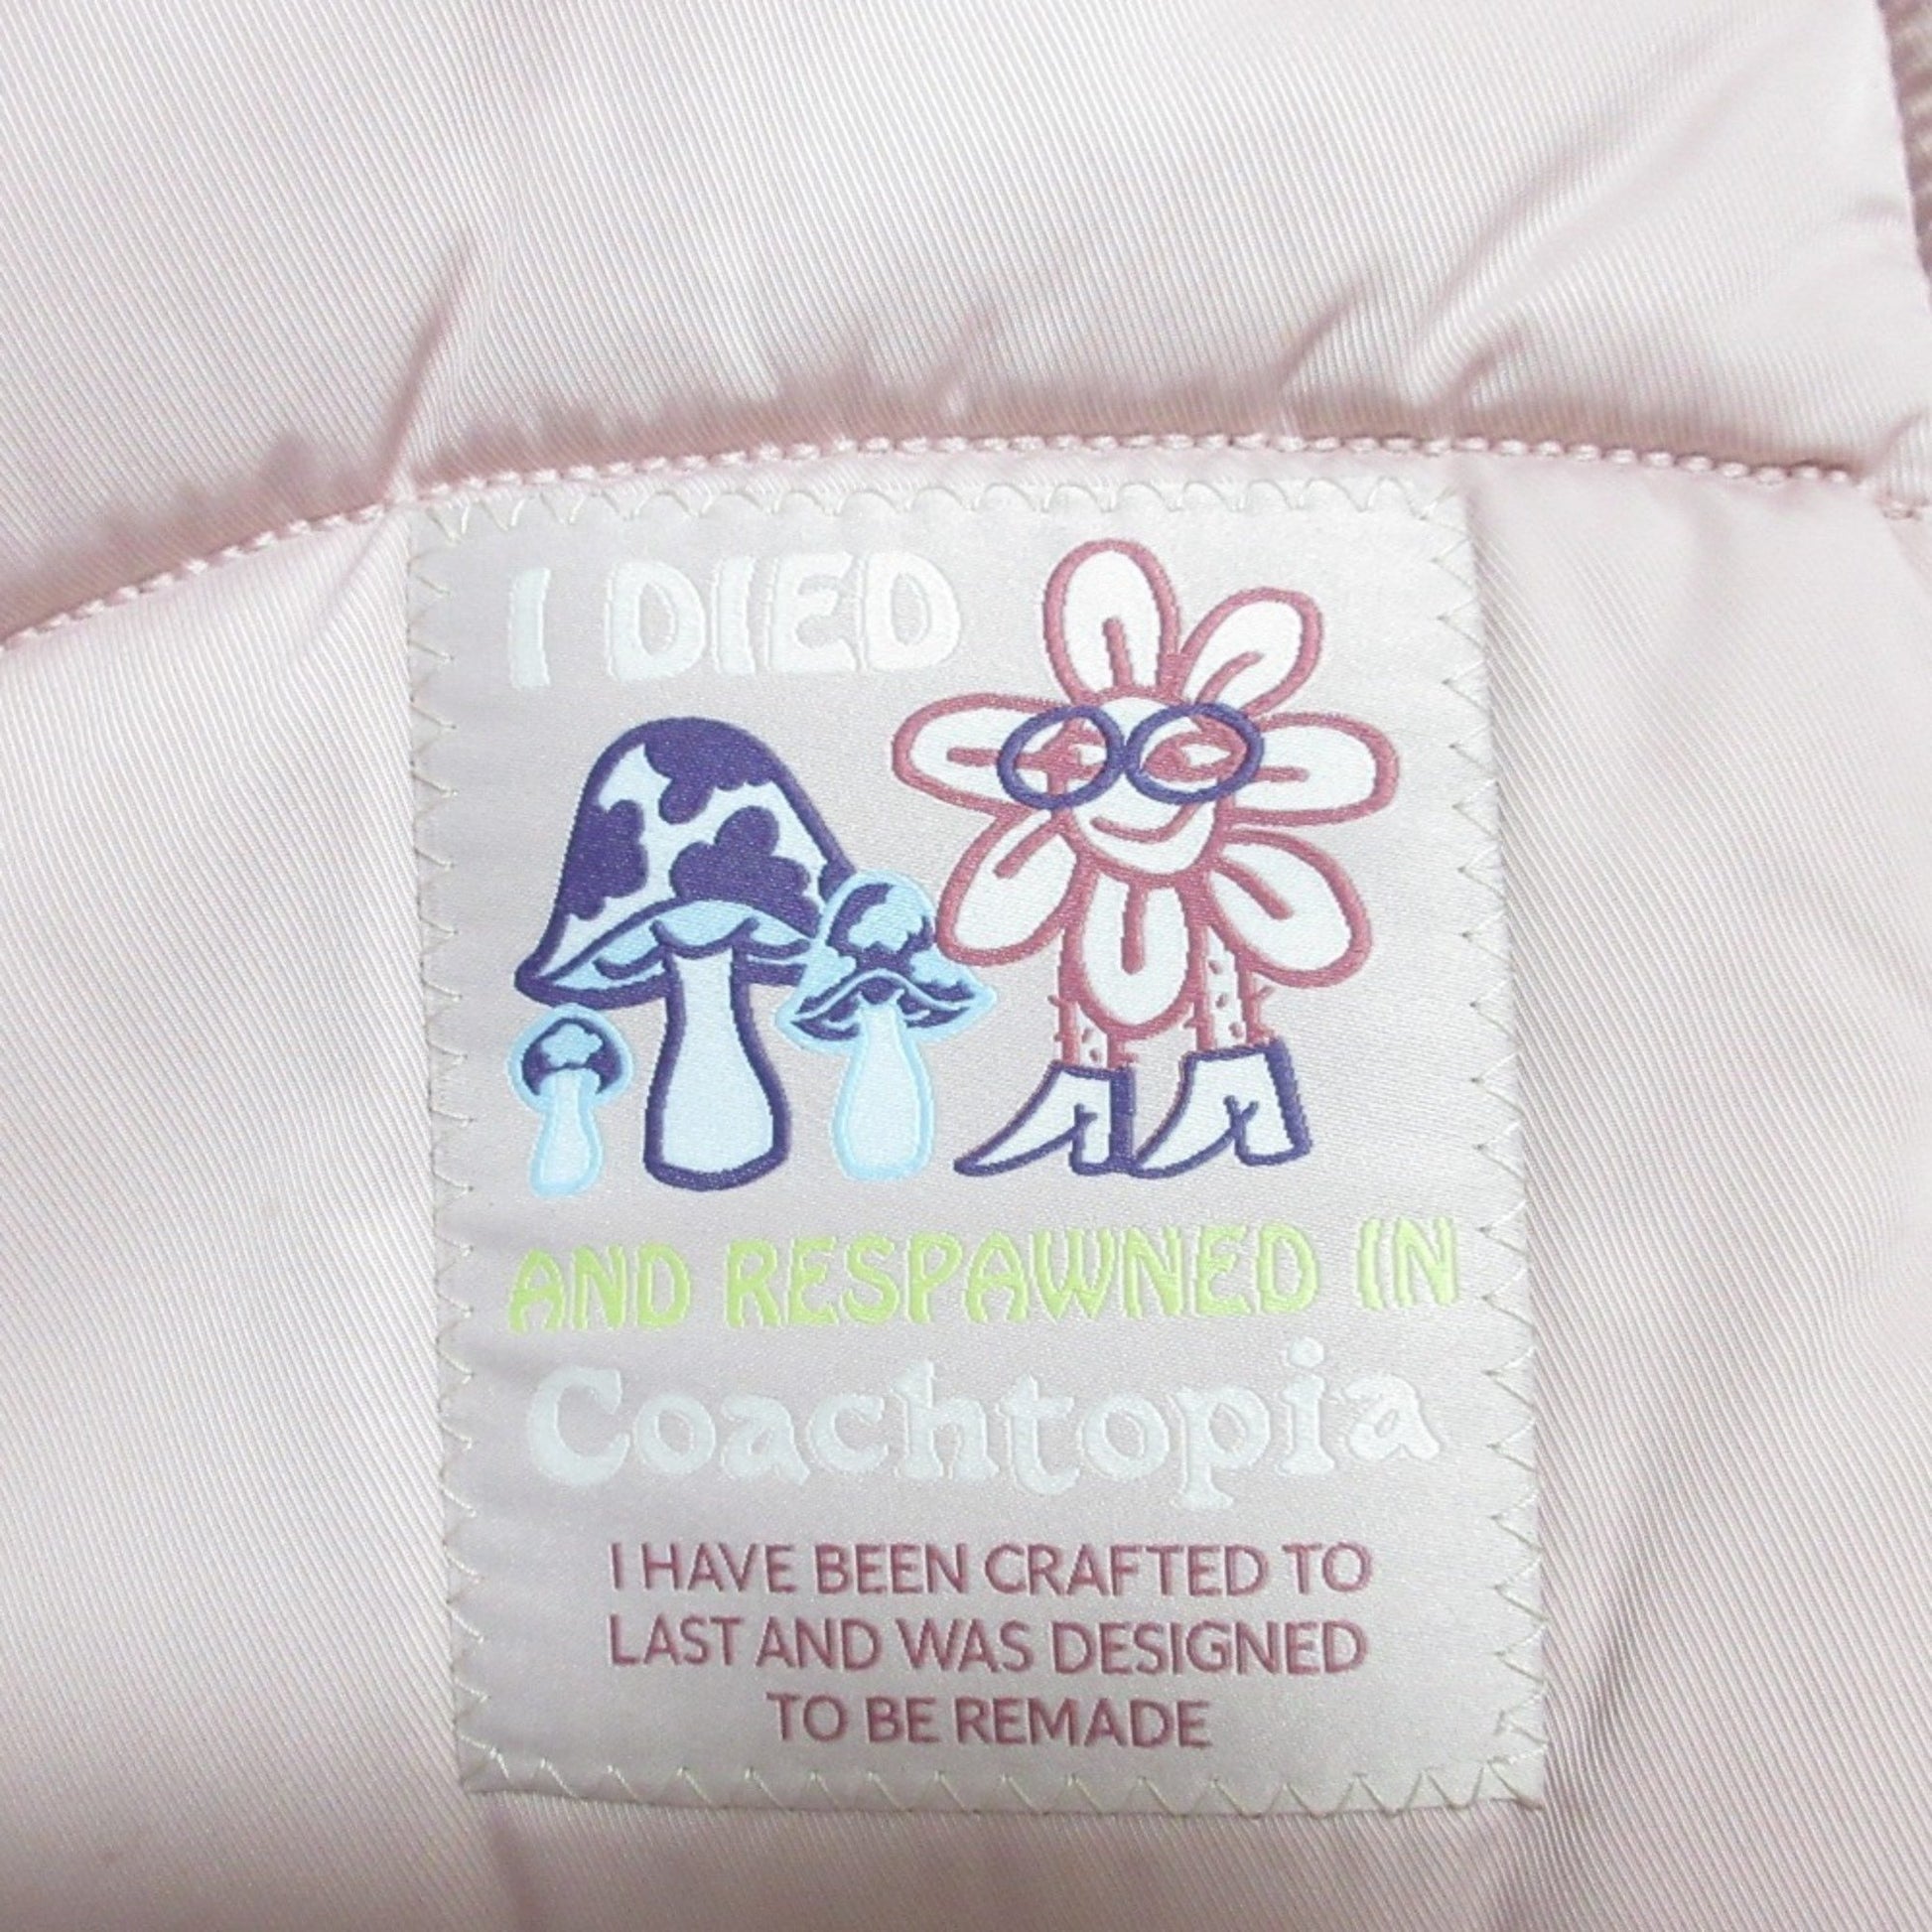 I DIED
AND RESPAWNED IN
Coachtopia
I HAVE BEEN CRAFTED TO
LAST AND WAS DESIGNED
TO BE REMADE